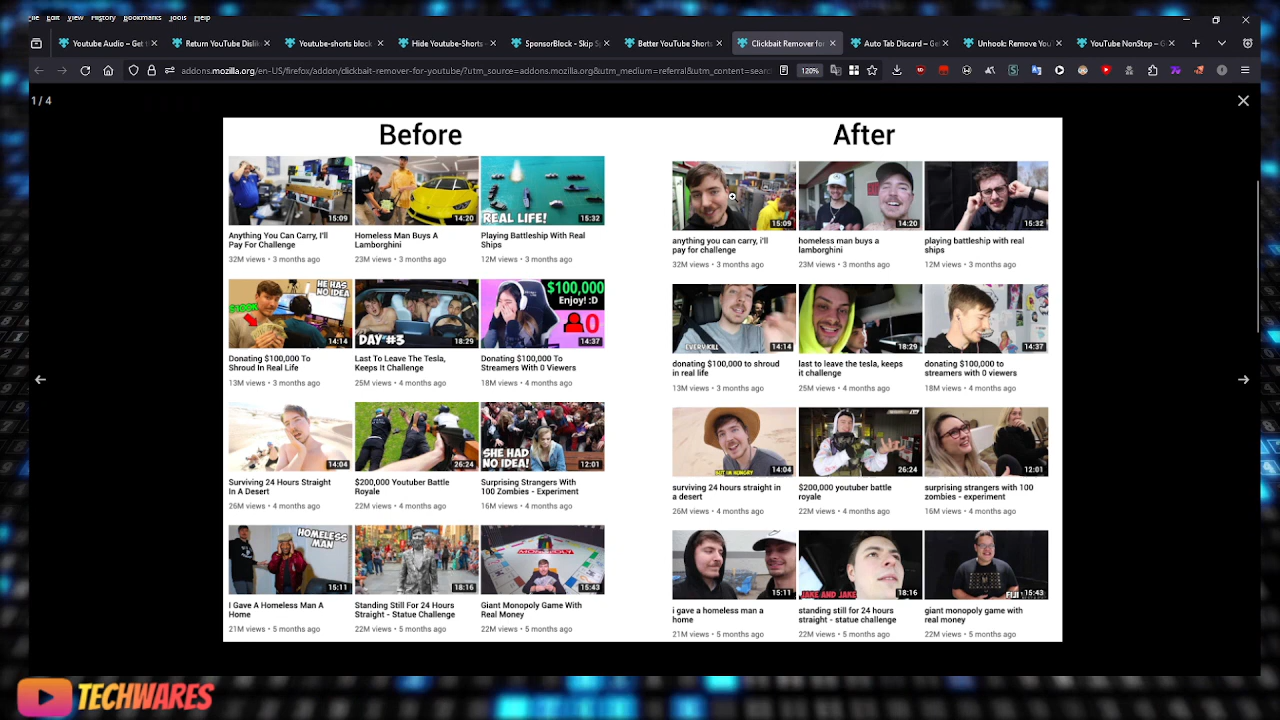 Youtube Audio – Get t
Return YouTube Dislik
Youtube-shorts block
Hide Youtube-Shorts –
SponsorBlock - Skip S
Better YouTube Shorts
Clickbait Remover for
Auto Tab Discard – Ge
Unhook: Remove You
YouTube NonStop – G
addons.mozilla.org/en-US/firefox/addon/clickbait-remover-for-youtube/?utm_source=addons.mozilla.org&utm_medium=referral&utm_content=searc
120%
1 / 4
Before
15:09
14:20
REAL LIFE!
15:32
Anything You Can Carry, I'll
Pay For Challenge
32M views • 3 months ago
Homeless Man Buys A
Lamborghini
23M views • 3 months ago
Playing Battleship With Real
Ships
12M views • 3 months ago
$100K
HE HAS
NO IDEA
14:14
DAY #3
18:29
$100,000
Enjoy! :D
0
14:37
Donating $100,000 To
Shroud In Real Life
13M views • 3 months ago
Last To Leave The Tesla,
Keeps It Challenge
25M views • 4 months ago
Donating $100,000 To
Streamers With 0 Viewers
18M views • 4 months ago
14:04
26:24
SHE HAD
NO IDEA!
12:01
Surviving 24 Hours Straight
In A Desert
26M views • 4 months ago
$200,000 Youtuber Battle
Royale
22M views • 4 months ago
Surprising Strangers With
100 Zombies - Experiment
16M views • 4 months ago
HOMELESS
MAN
15:11
18:16
MONOPOLY
15:43
I Gave A Homeless Man A
Home
21M views • 5 months ago
Standing Still For 24 Hours
Straight - Statue Challenge
22M views • 5 months ago
Giant Monopoly Game With
Real Money
22M views • 5 months ago
After
15:09
14:20
15:32
anything you can carry, i'll
pay for challenge
32M views • 3 months ago
homeless man buys a
lamborghini
23M views • 3 months ago
playing battleship with real
ships
12M views • 3 months ago
EVERY KILL
14:14
18:29
14:37
donating $100,000 to shroud
in real life
13M views • 3 months ago
last to leave the tesla, keeps
it challenge
25M views • 4 months ago
donating $100,000 to
streamers with 0 viewers
18M views • 4 months ago
BUT IM HUNGRY
14:04
26:24
12:01
surviving 24 hours straight in
a desert
26M views • 4 months ago
$200,000 youtuber battle
royale
22M views • 4 months ago
surprising strangers with 100
zombies - experiment
16M views • 4 months ago
15:11
JAKE AND JAKE
18:16
FIJI
15:43
i gave a homeless man a
home
21M views • 5 months ago
standing still for 24 hours
straight - statue challenge
22M views • 5 months ago
giant monopoly game with
real money
22M views • 5 months ago
TECHWARES